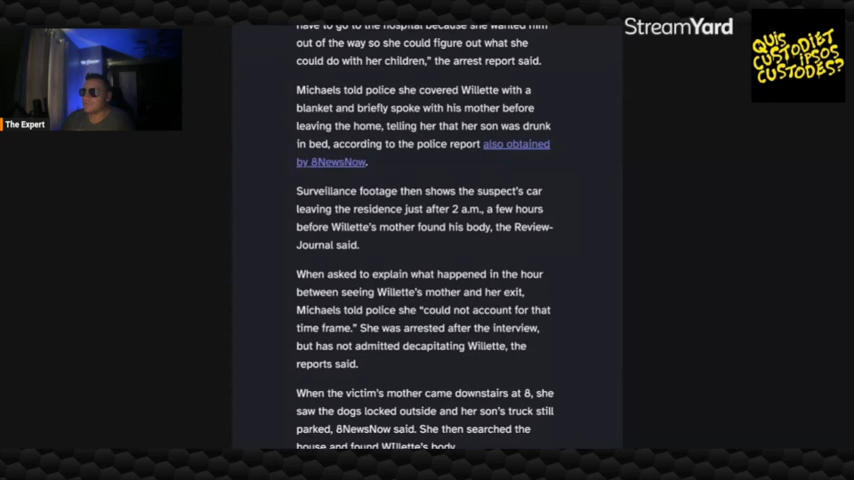 have to go to the hospital because she wanted him
out of the way so she could figure out what she
could do with her children,” the arrest report said.
Michaels told police she covered Willette with a
blanket and briefly spoke with his mother before
leaving the home, telling her that her son was drunk
in bed, according to the police report also obtained
by 8NewsNow.
Surveillance footage then shows the suspect's car
leaving the residence just after 2 a.m., a few hours
before Willette's mother found his body, the Review-
Journal said.
When asked to explain what happened in the hour
between seeing Willette's mother and her exit,
Michaels told police she “could not account for that
time frame.” She was arrested after the interview,
but has not admitted decapitating Willette, the
reports said.
When the victim's mother came downstairs at 8, she
saw the dogs locked outside and her son's truck still
parked, 8NewsNow said. She then searched the
house and found WIllette's body.
The Expert
StreamYard
QUIS
CUSTODIET
IPSOS
CUSTODES?